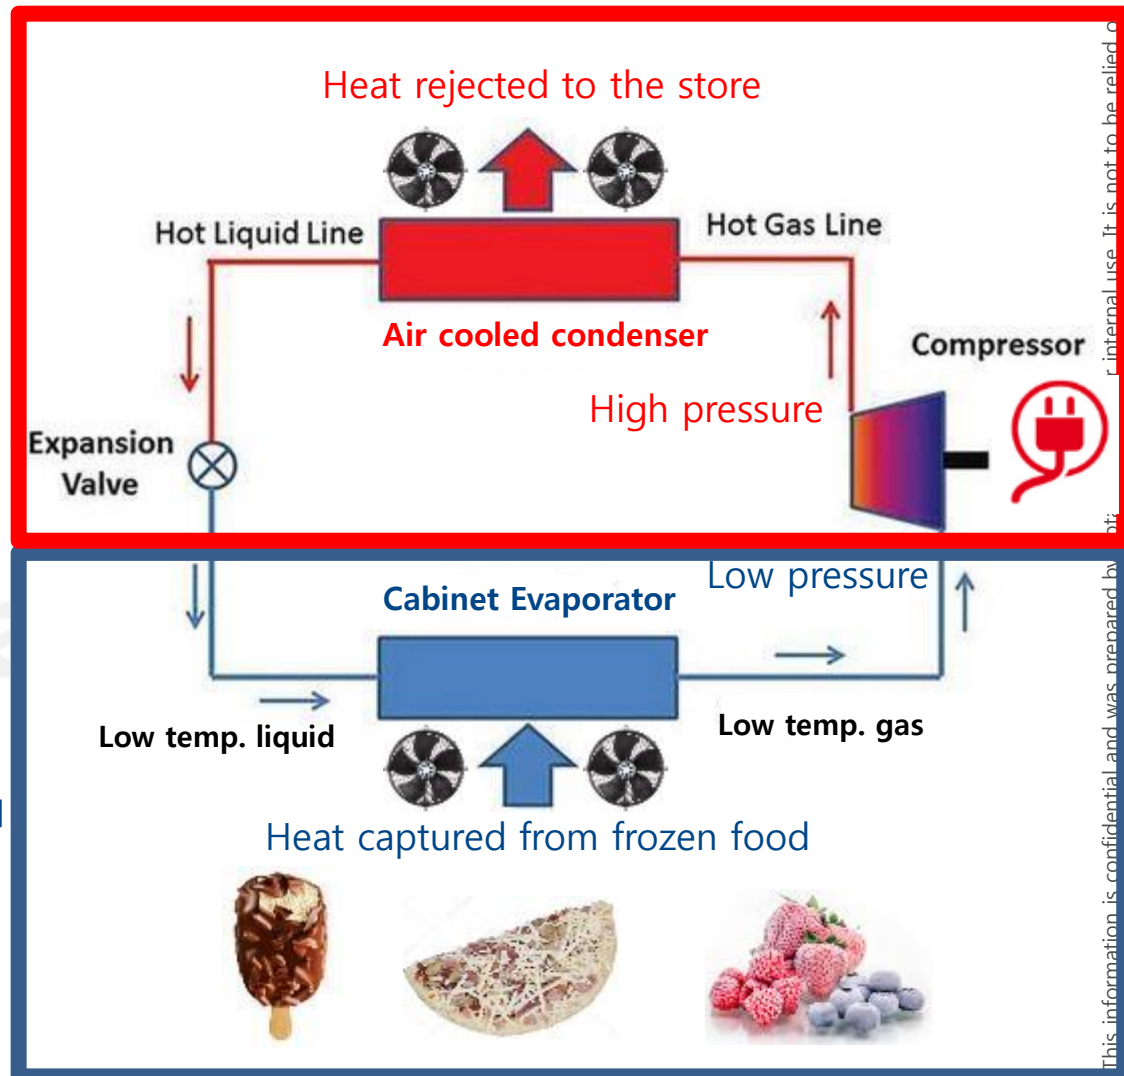 Heat rejected to the store
Hot Liquid Line
Hot Gas Line
Air cooled condenser
Compressor
High pressure
Expansion
Valve
Low pressure
Cabinet Evaporator
Low temp. liquid
Low temp. gas
Heat captured from frozen food
This information is confidential and was prepared by
internal use. It is not to be relied